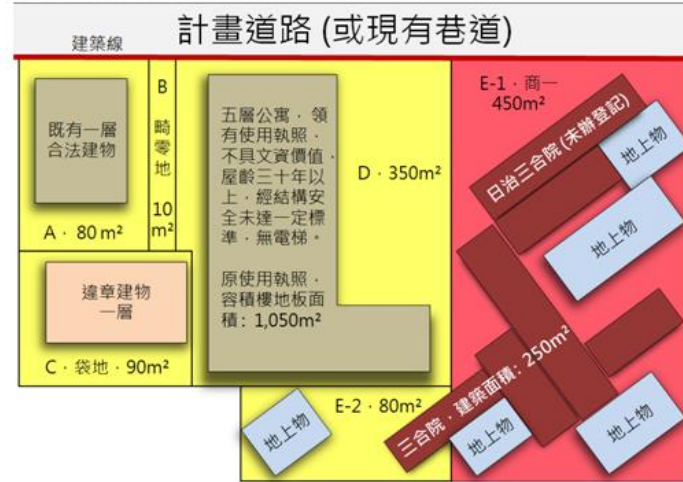 計畫道路 (或現有巷道)
建築線
既有一層
合法建物
A．80 m²
B
畸零地
10
m²
五層公寓．領
有使用執照．
不具文資價值．
屋齡三十年以
上．經結構安
全未達一定標
準，無電梯。
原使用執照．
容積樓地板面
積：1,050m²
D．350m²
E-1．商一
450m²
日治三合院 (未辦登記)
地上物
地上物
違章建物
一層
C．袋地．90m²
E-2．80m²
地上物
三合院．建築面積：250m²
地上物
地上物